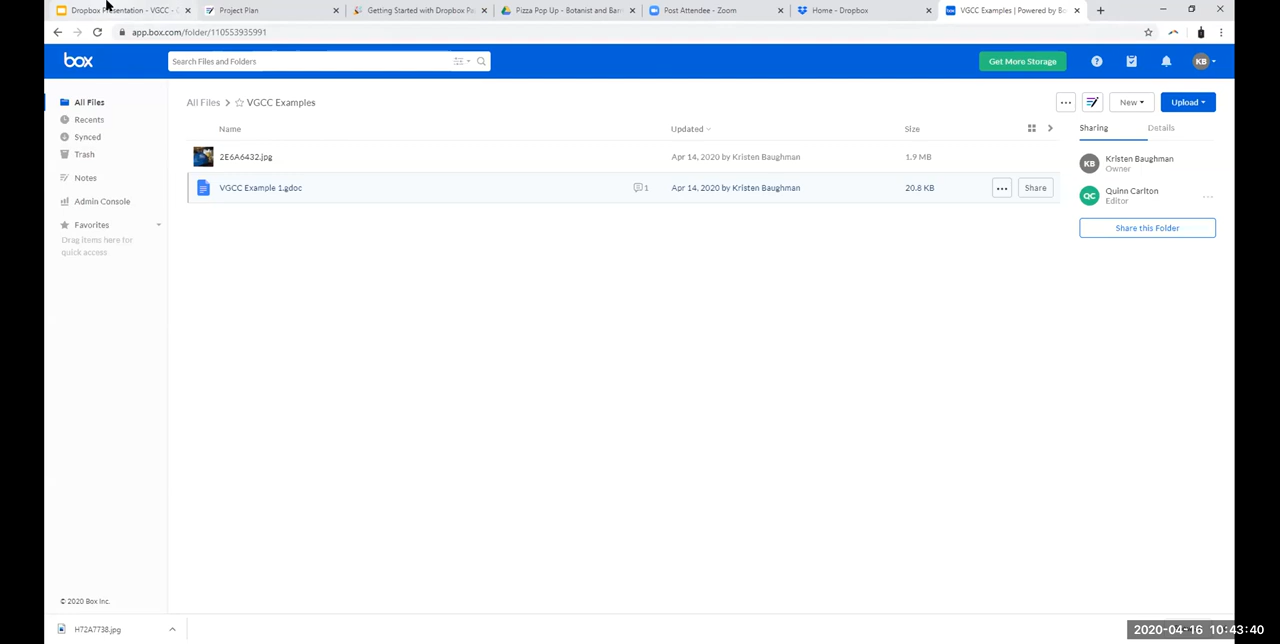 Dropbox Presentation - VGCC - G
Project Plan
Getting Started with Dropbox Pa
Pizza Pop Up - Botanist and Barr
Post Attendee - Zoom
Home - Dropbox
VGCC Examples | Powered by Bo
app.box.com/folder/110553935991
box
Search Files and Folders
Get More Storage
?
KB
All Files
Recents
Synced
Trash
Notes
Admin Console
Favorites
Drag items here for
quick access
All Files > VGCC Examples
New
Upload
Name
Updated
Size
2E6A6432.jpg
Apr 14, 2020 by Kristen Baughman
1.9 MB
VGCC Example 1.gdoc
1
Apr 14, 2020 by Kristen Baughman
20.8 KB
Share
Sharing
Details
KB
Kristen Baughman
Owner
QC
Quinn Carlton
Editor
Share this Folder
© 2020 Box Inc.
H72A7738.jpg
2020-04-16 10:43:40